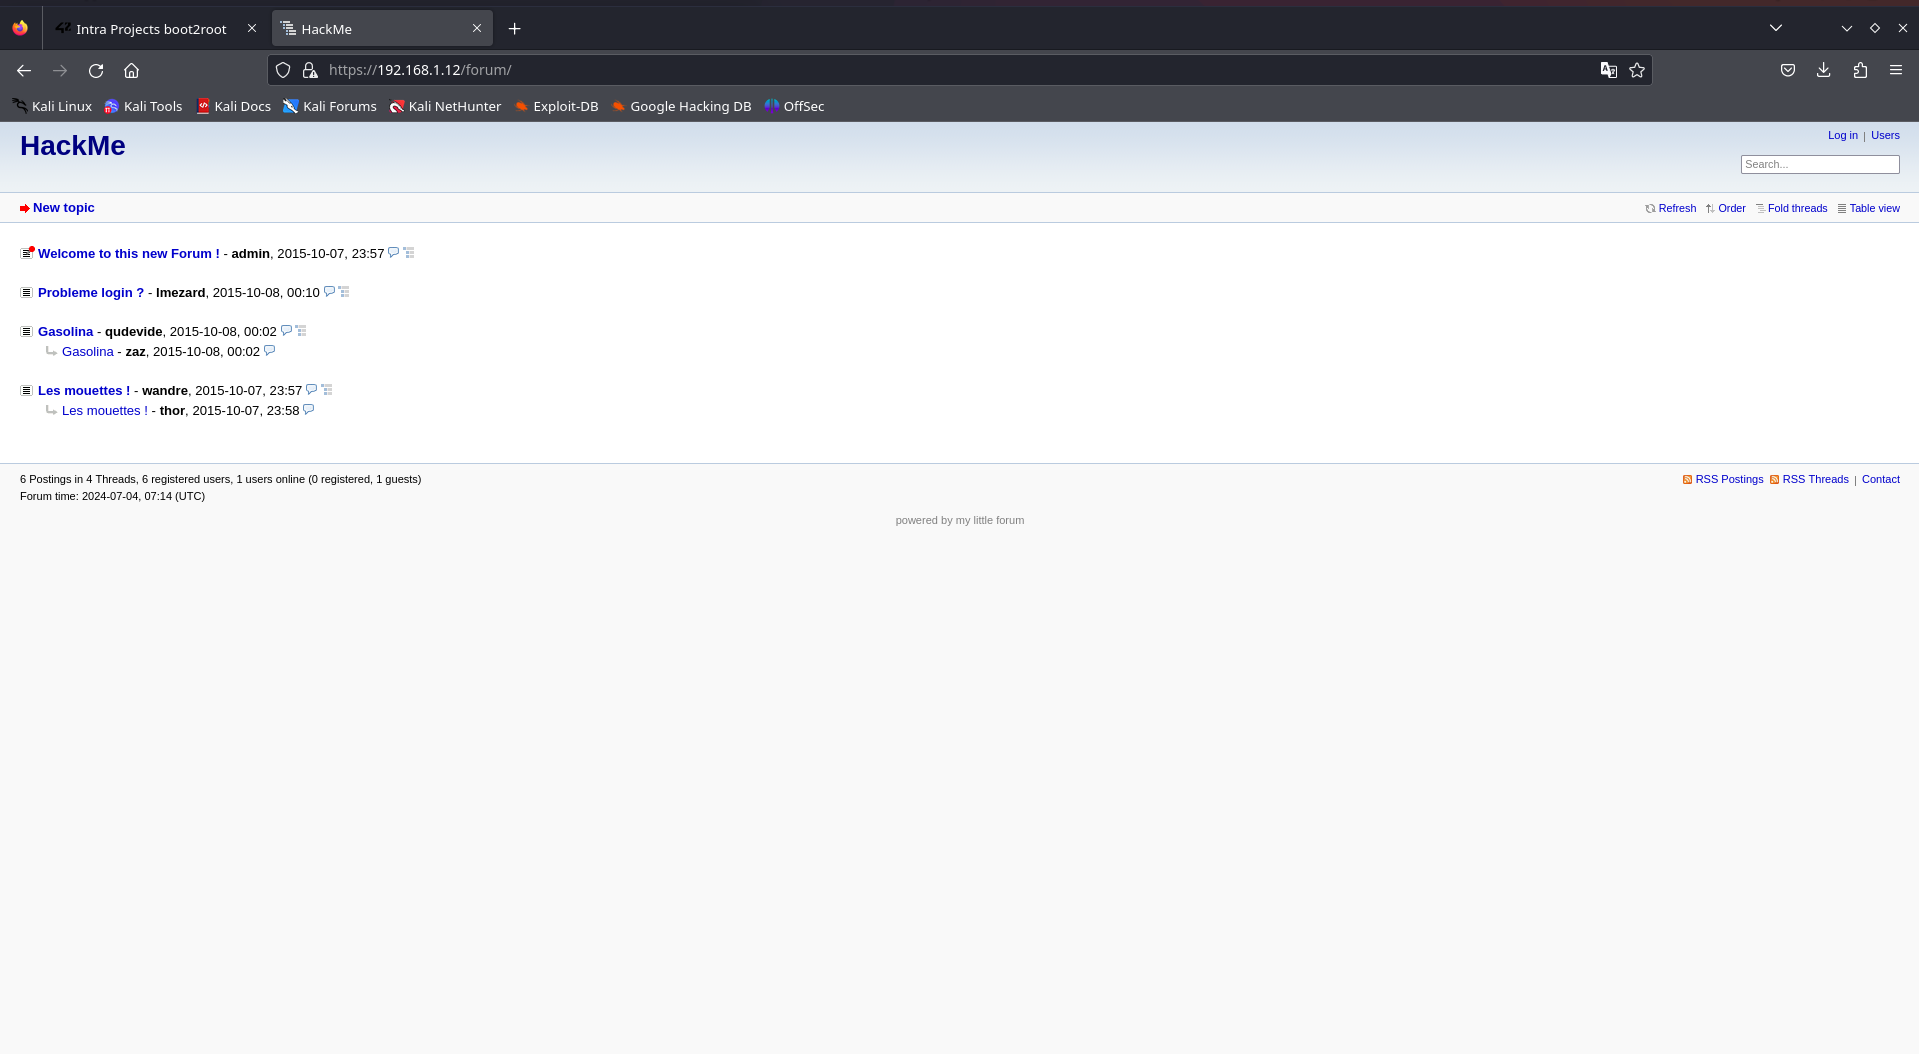 Intra Projects boot2root
HackMe
https://192.168.1.12/forum/
Kali Linux Kali Tools Kali Docs Kali Forums Kali NetHunter Exploit-DB Google Hacking DB OffSec
HackMe
Log in | Users
Search...
New topic
Refresh Order Fold threads Table view
Welcome to this new Forum ! - admin, 2015-10-07, 23:57
Probleme login ? - lmezard, 2015-10-08, 00:10
Gasolina - qudevide, 2015-10-08, 00:02
Gasolina - zaz, 2015-10-08, 00:02
Les mouettes ! - wandre, 2015-10-07, 23:57
Les mouettes ! - thor, 2015-10-07, 23:58
6 Postings in 4 Threads, 6 registered users, 1 users online (0 registered, 1 guests)
RSS Postings RSS Threads | Contact
Forum time: 2024-07-04, 07:14 (UTC)
powered by my little forum